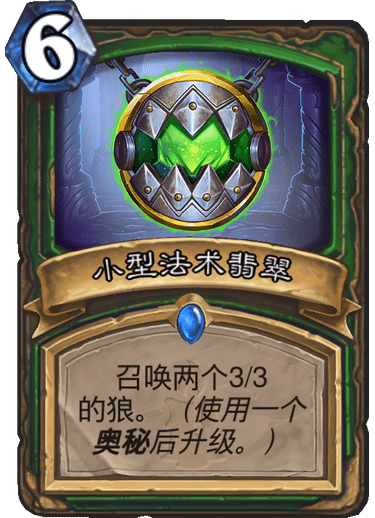 6
小型法术翡翠
召唤两个3/3
的狼。（使用一个
奥秘后升级。）